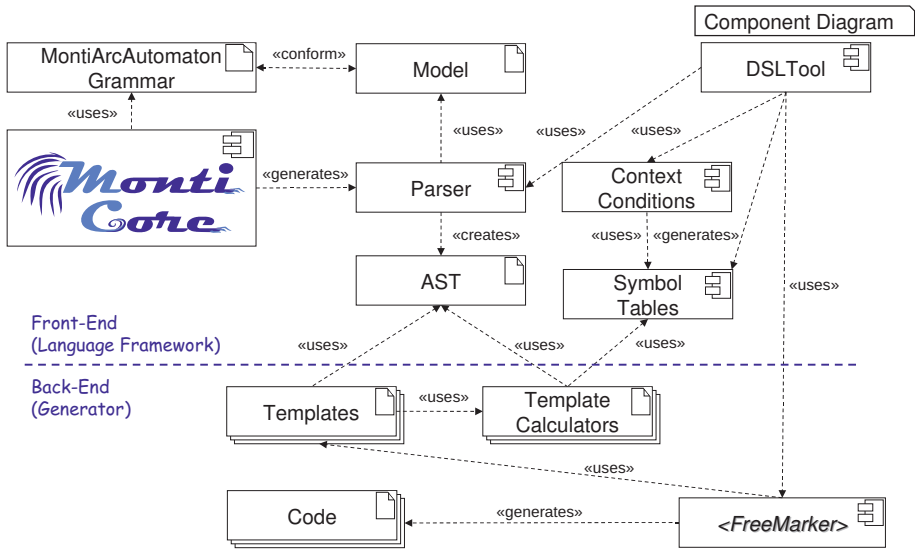 Component Diagram
MontiArcAutomaton
Grammar
«conform»
Model
DSLTool
«uses»
«uses»
«uses»
«uses»
Monti
Core
«generates»
Parser
Context
Conditions
«creates»
«uses»
«generates»
AST
Symbol
Tables
«uses»
Front-End
(Language Framework)
«uses»
«uses»
«uses»
Back-End
(Generator)
Templates
«uses»
Template
Calculators
«uses»
Code
«generates»
<FreeMarker>